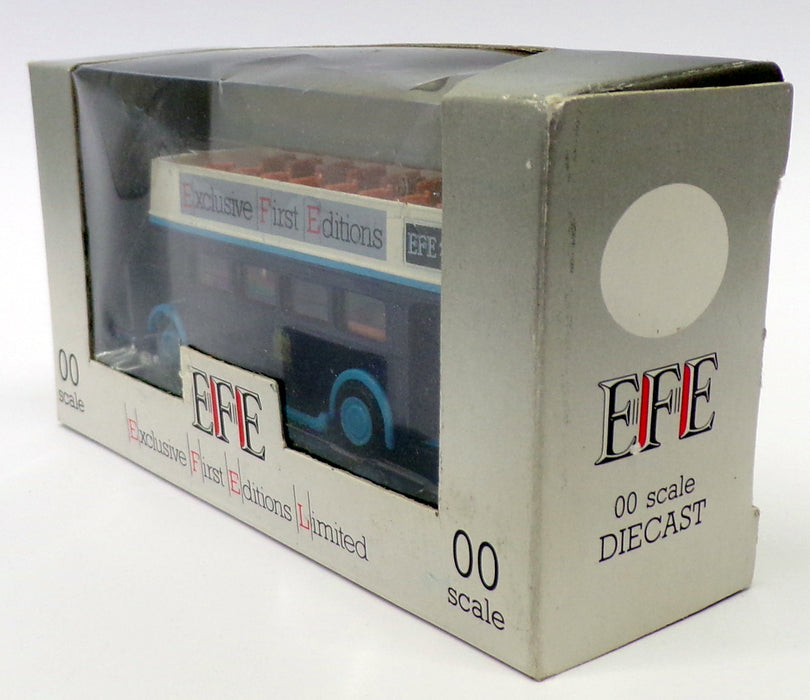 Exclusive First Editions
EFE
00
scale
EFE
Exclusive First Editions Limited
00
scale
EFE
00 scale
DIECAST